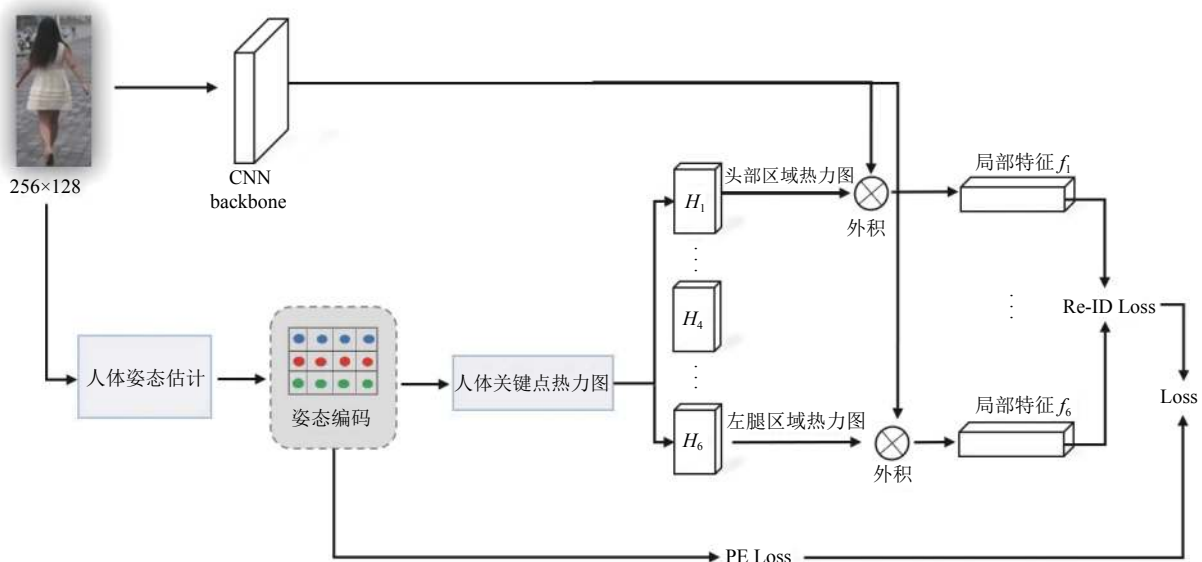 256×128
CNN
backbone
H₁
头部区域热力图
外积
局部特征 f₁
H₄
Re-ID Loss
人体姿态估计
姿态编码
人体关键点热力图
Loss
H₆
左腿区域热力图
外积
局部特征 f₆
PE Loss